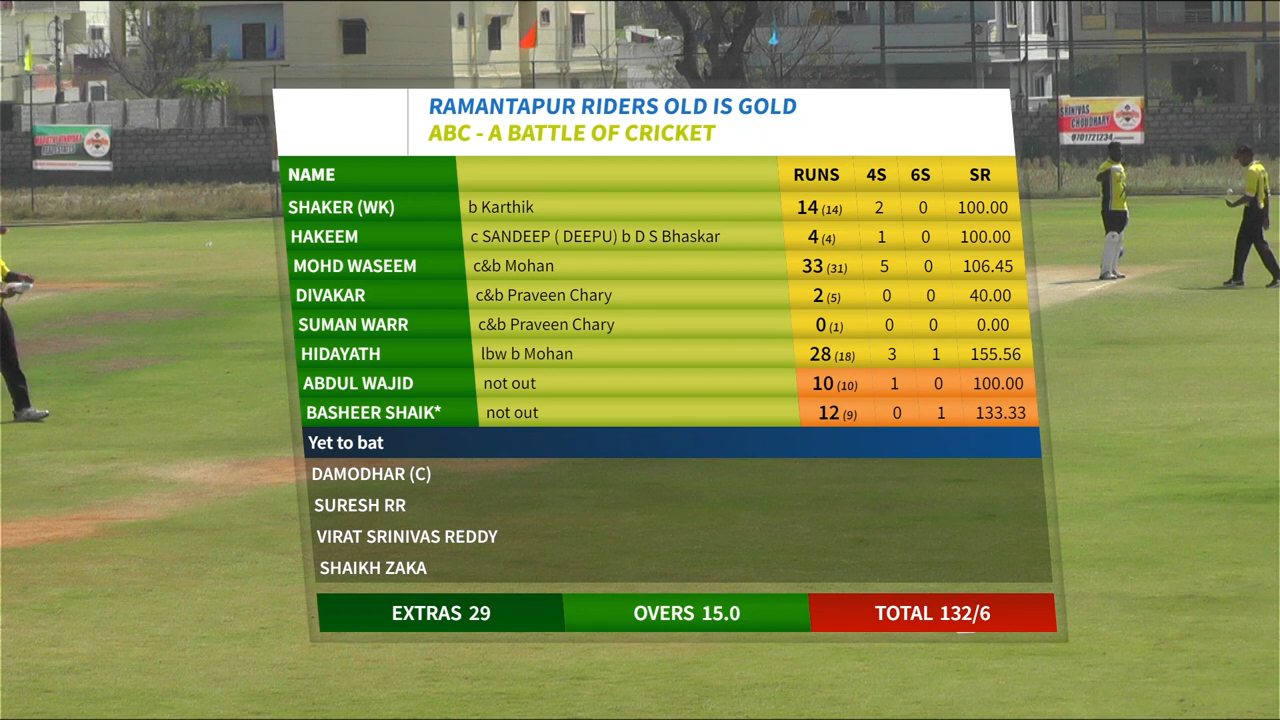 RAMANTAPUR RIDERS OLD IS GOLD
ABC - A BATTLE OF CRICKET
NAME RUNS 4S 6S SR
SHAKER (WK) b Karthik 14 (14) 2 0 100.00
HAKEEM c SANDEEP ( DEEPU) b D S Bhaskar 4 (4) 1 0 100.00
MOHD WASEEM c&b Mohan 33 (31) 5 0 106.45
DIVAKAR c&b Praveen Chary 2 (5) 0 0 40.00
SUMAN WARR c&b Praveen Chary 0 (1) 0 0 0.00
HIDAYATH lbw b Mohan 28 (18) 3 1 155.56
ABDUL WAJID not out 10 (10) 1 0 100.00
BASHEER SHAIK* not out 12 (9) 0 1 133.33
Yet to bat
DAMODHAR (C)
SURESH RR
VIRAT SRINIVAS REDDY
SHAIKH ZAKA
EXTRAS 29 OVERS 15.0 TOTAL 132/6
SRINIVAS
CHOUDHARY